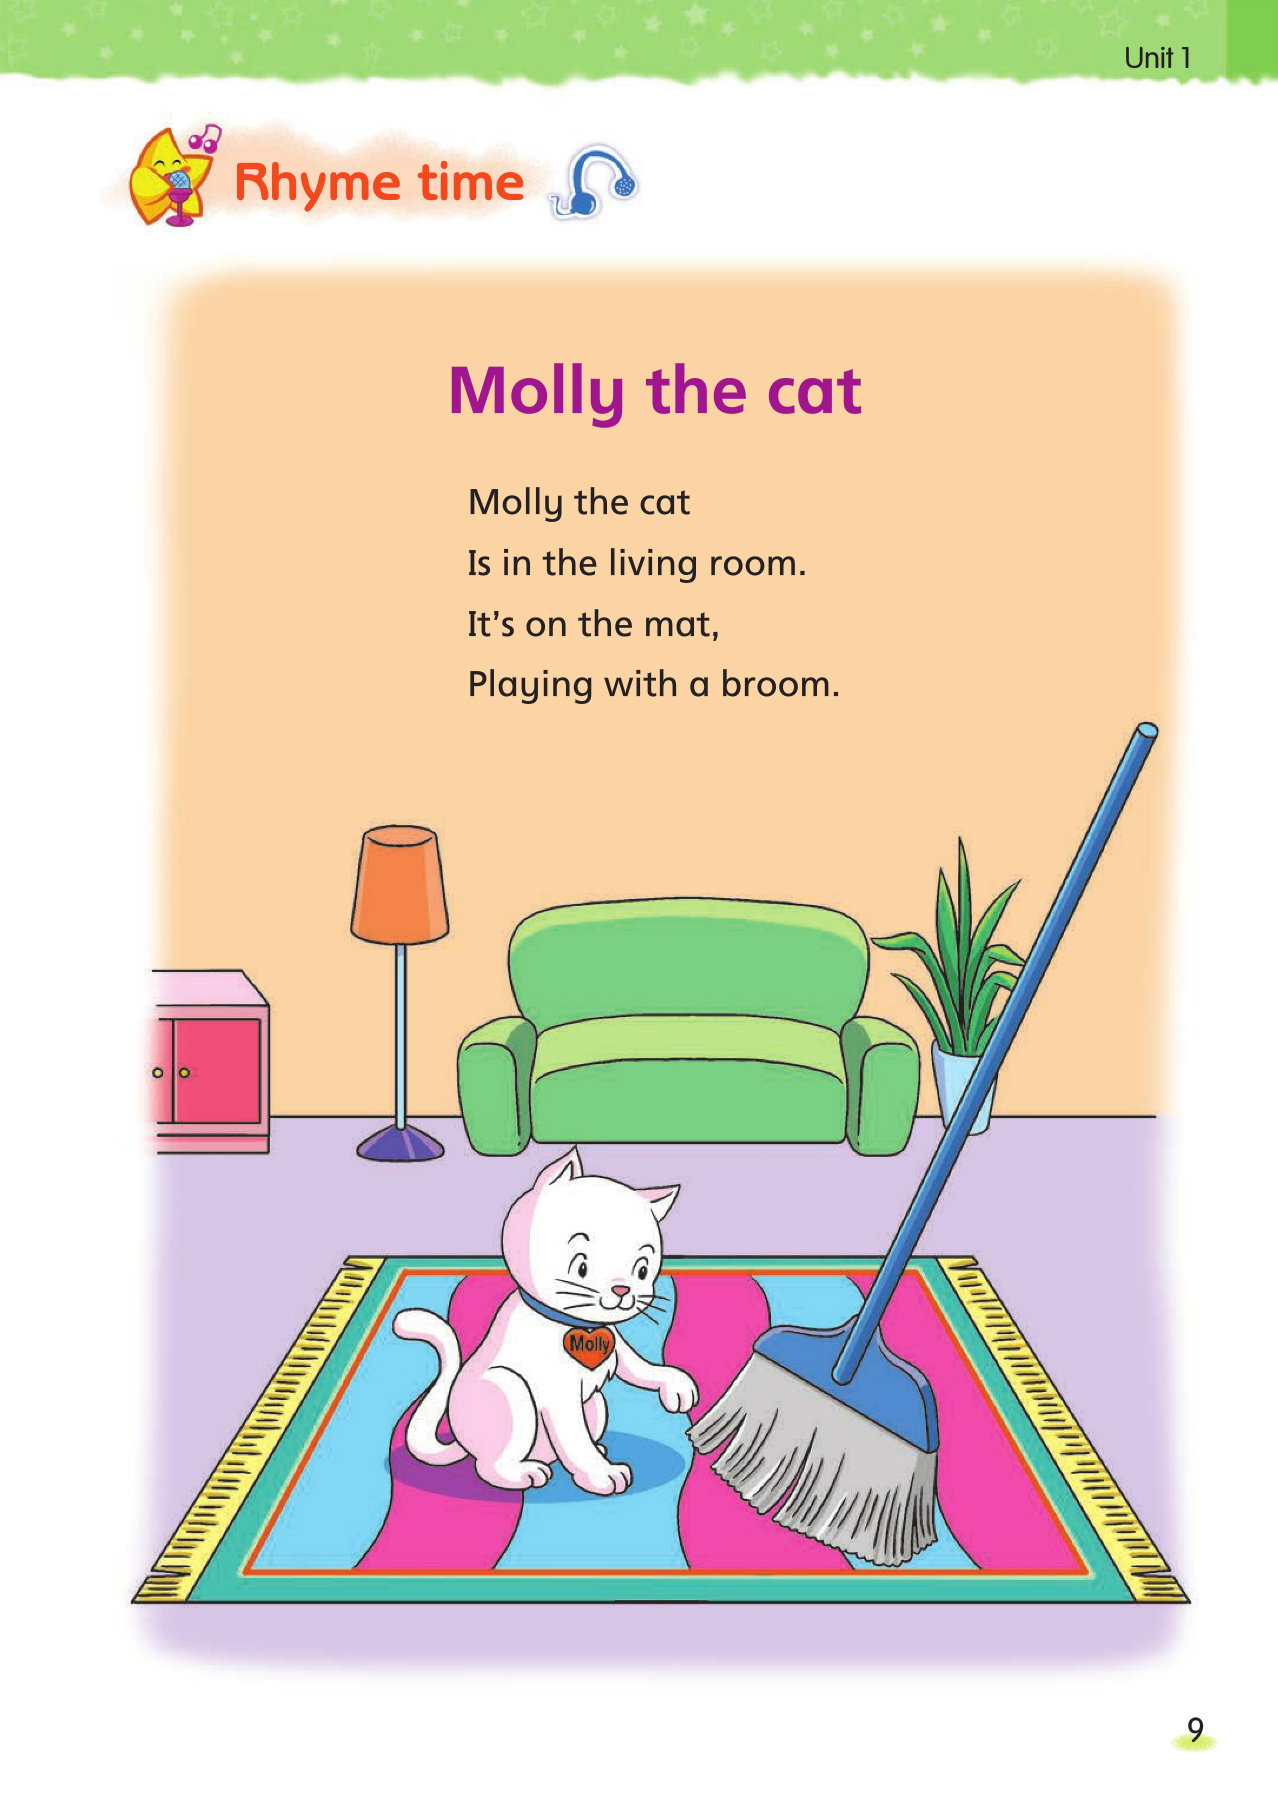 Unit 1
Rhyme time
Molly the cat
Molly the cat
Is in the living room.
It’s on the mat,
Playing with a broom.
Molly
9